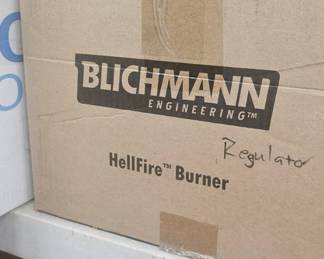 BLICHMANN
ENGINEERING™
Regulator
HellFire™ Burner